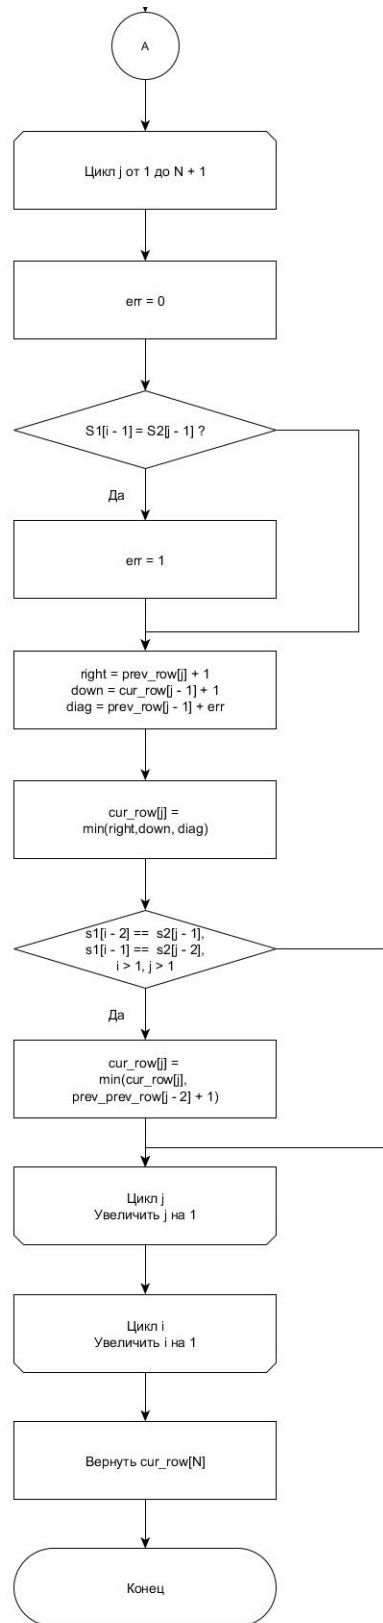 A
Цикл j от 1 до N + 1
err = 0
S1[i - 1] = S2[j - 1] ?
Да
err = 1
right = prev_row[j] + 1
down = cur_row[j - 1] + 1
diag = prev_row[j - 1] + err
cur_row[j] =
min(right,down, diag)
s1[i - 2] == s2[j - 1],
s1[i - 1] == s2[j - 2],
i > 1, j > 1
Да
cur_row[j] =
min(cur_row[j],
prev_prev_row[j - 2] + 1)
Цикл j
Увеличить j на 1
Цикл i
Увеличить i на 1
Вернуть cur_row[N]
Конец